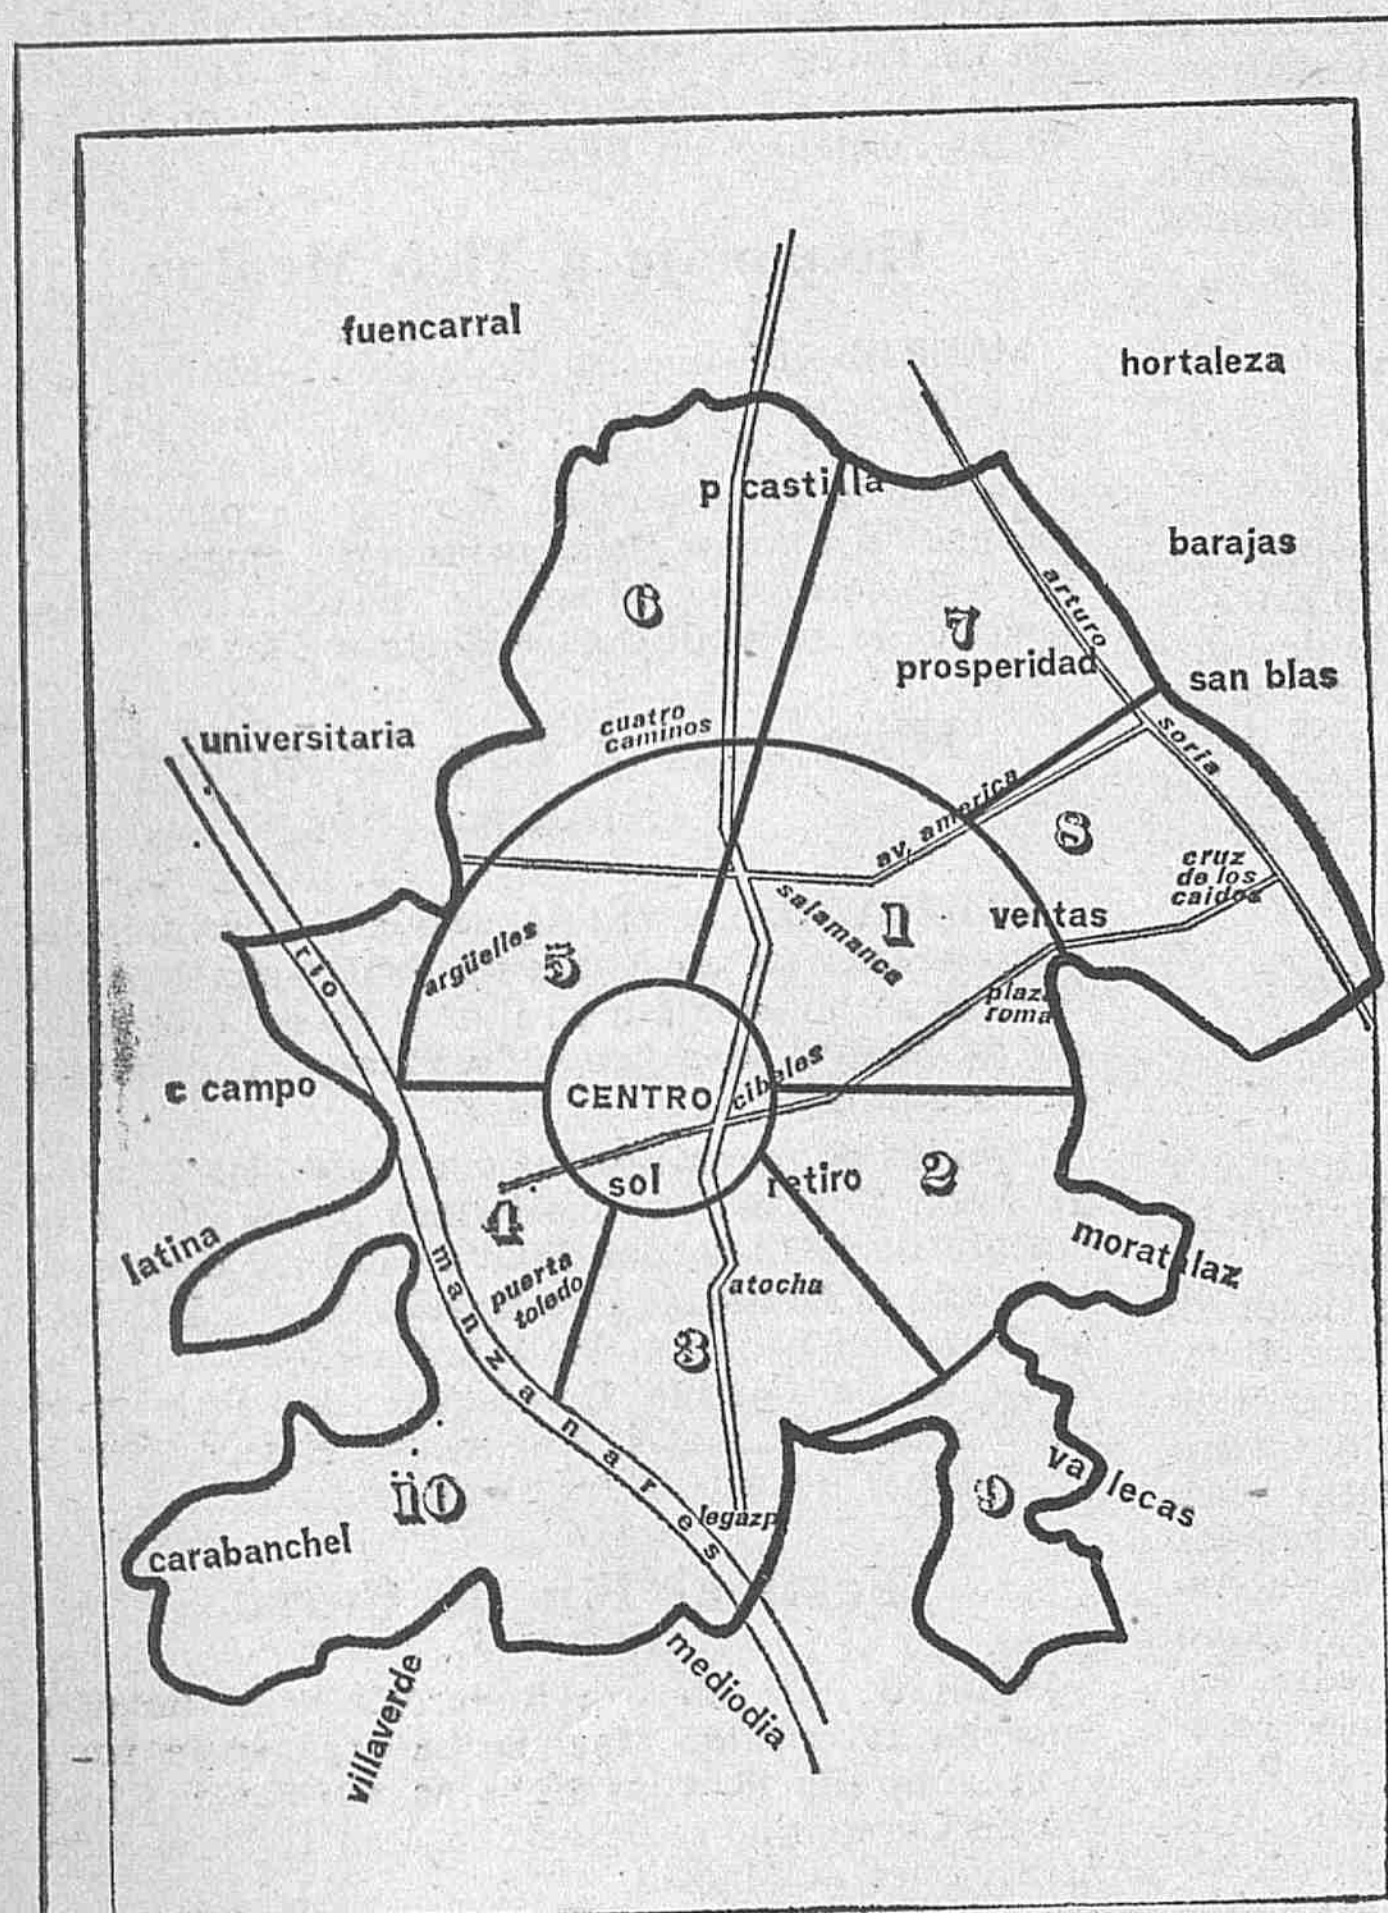 fuencarral
hortaleza
p castilla
barajas
6
7
arturo
prosperidad
san blas
cuatro
caminos
universitaria
soria
av. america
8
cruz
de los
caidos
salamanca
1
ventas
argüelles
5
rio
plaza
roma
c campo
CENTRO
cibeles
sol
retiro
2
4
latina
moratalaz
puerta
toledo
atocha
manzanares
3
10
9
vallecas
legazpi
carabanchel
mediodia
villaverde